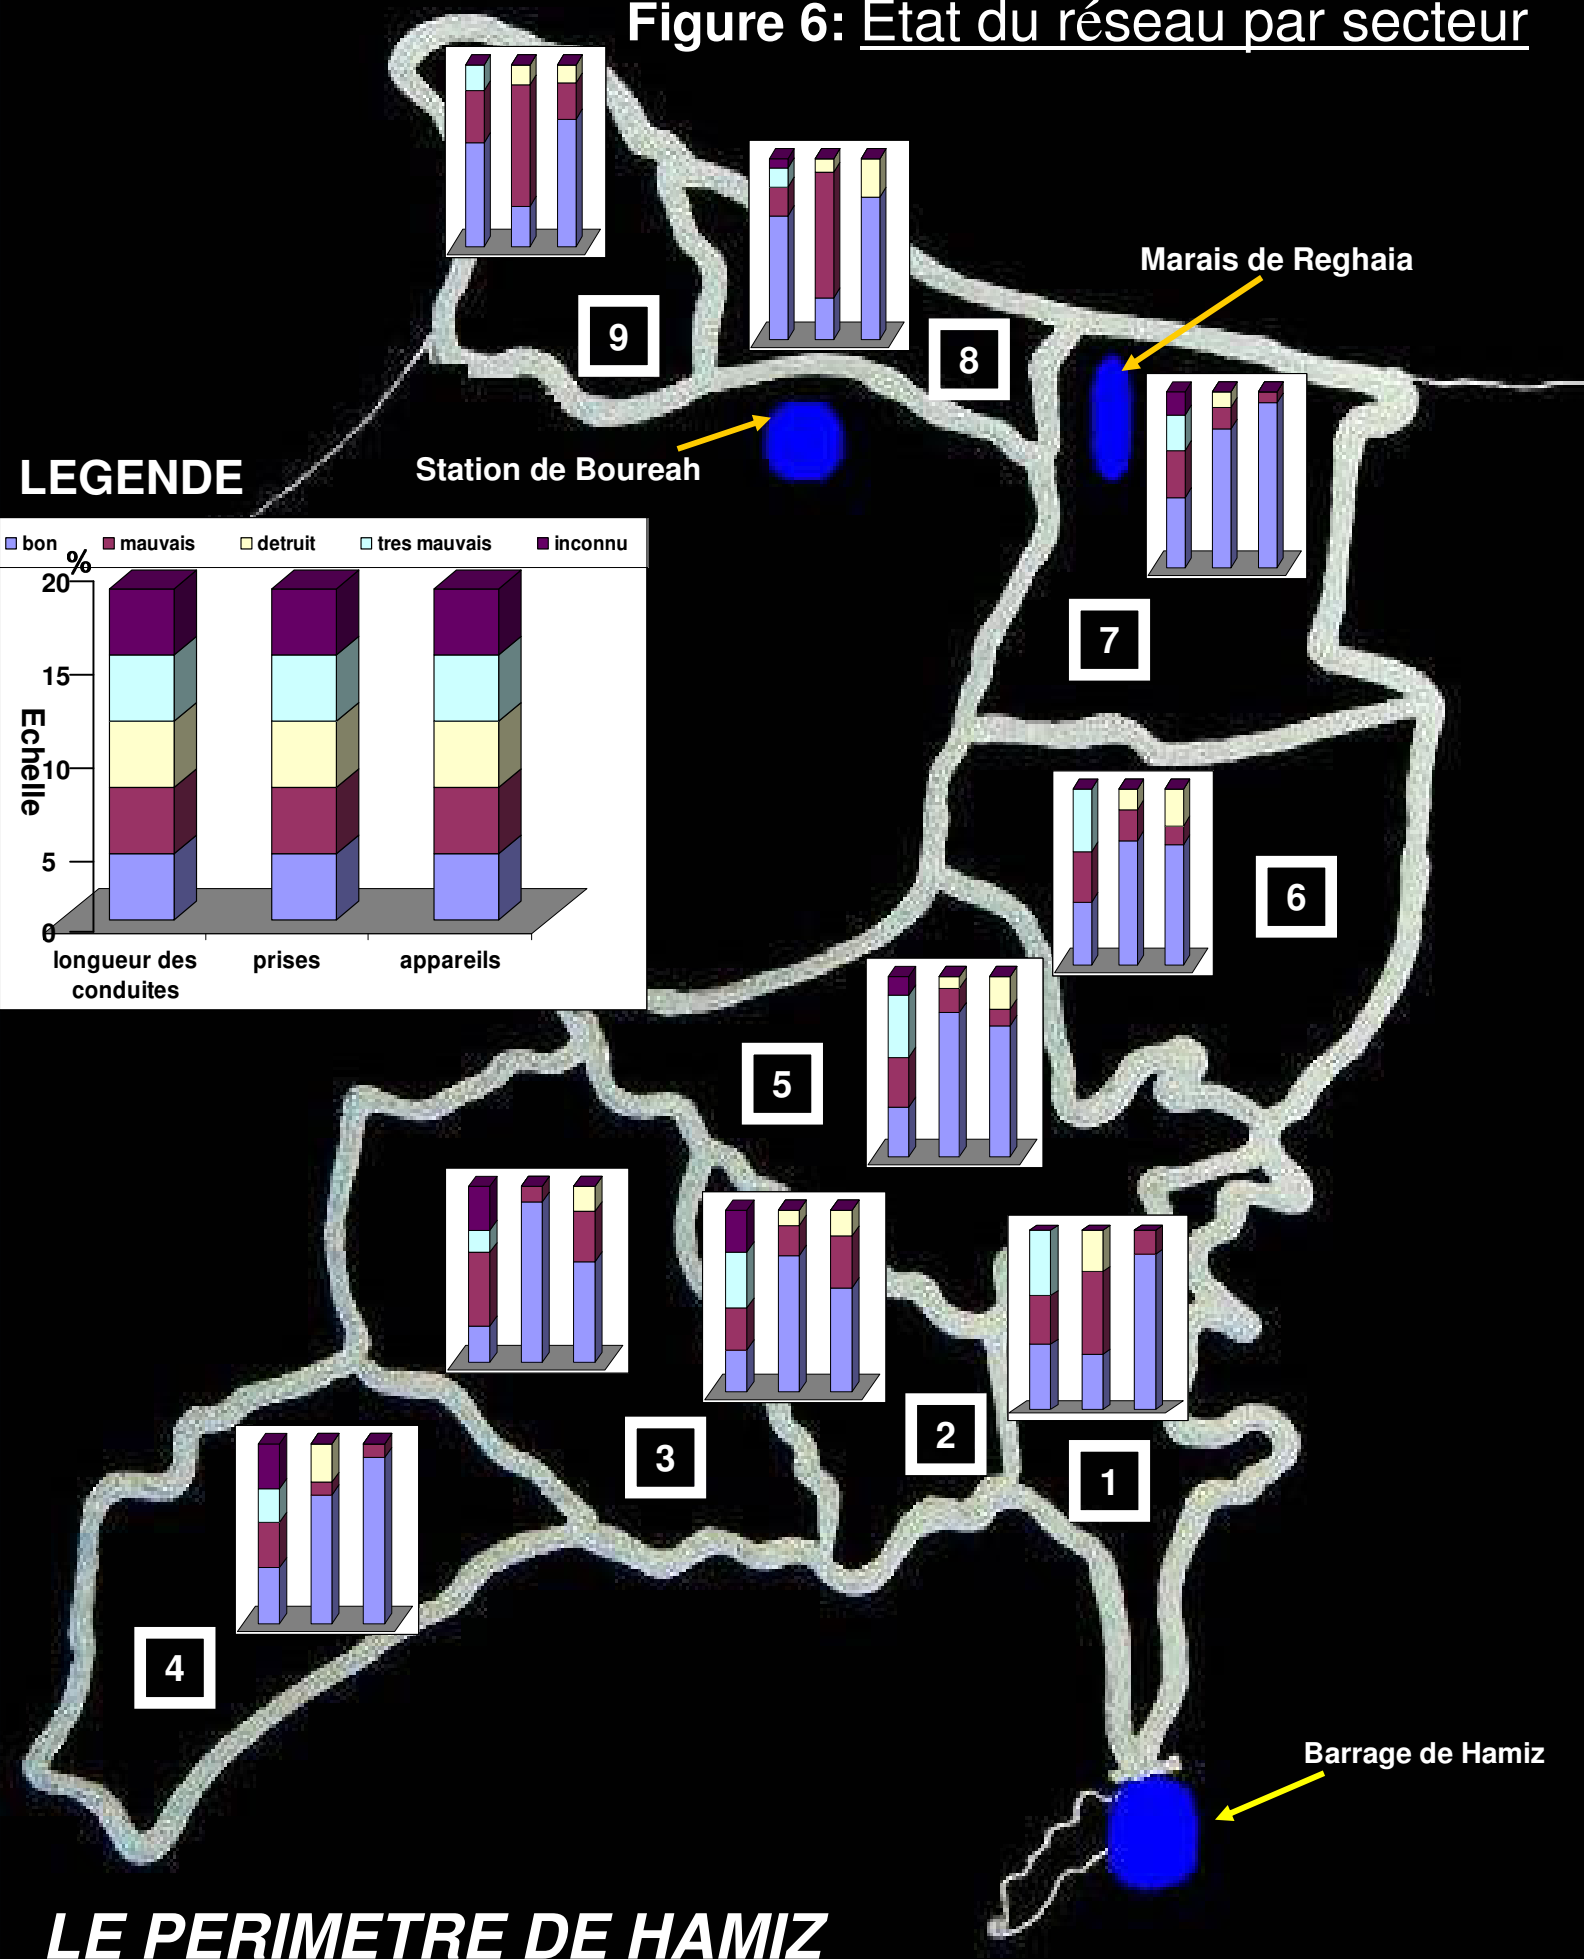 Figure 6: Etat du réseau par secteur
Marais de Reghaia
9
8
Station de Boureah
LEGENDE
bon mauvais detruit tres mauvais inconnu
%
20
15
10
5
0
Echelle
longueur des
conduites
prises
appareils
7
6
5
3
2
1
4
Barrage de Hamiz
LE PERIMETRE DE HAMIZ